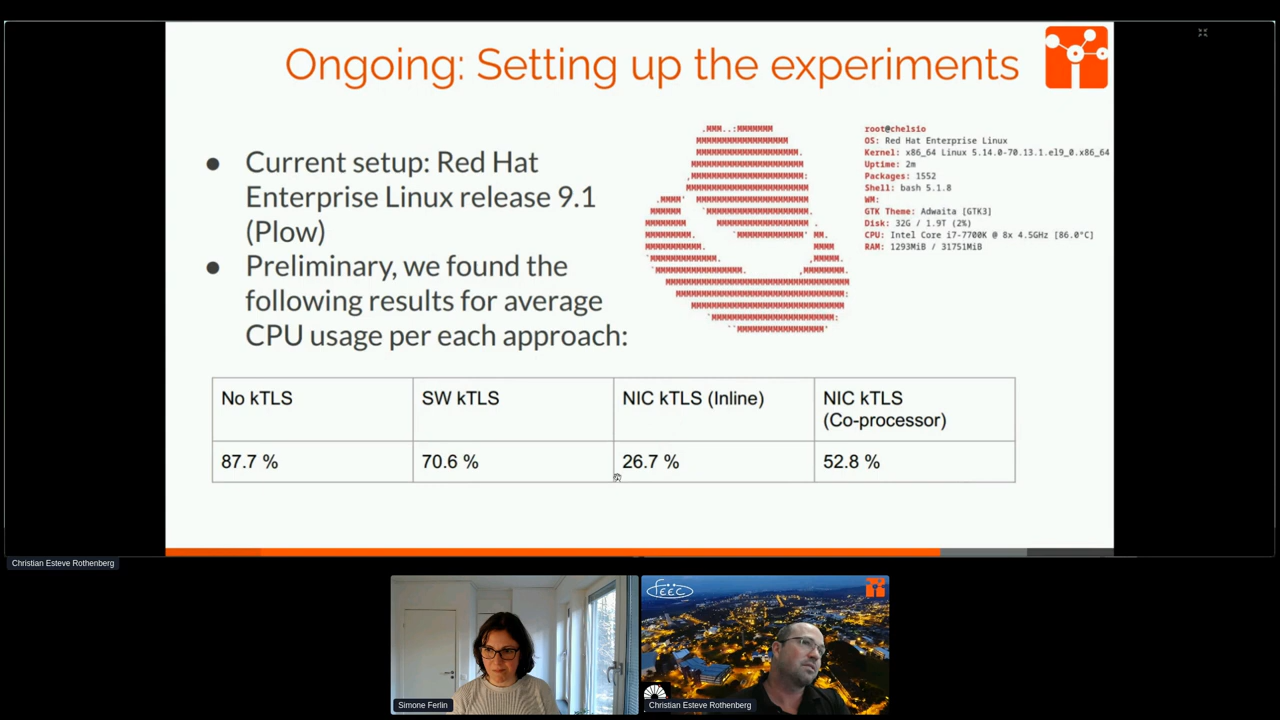 Ongoing: Setting up the experiments
● Current setup: Red Hat
Enterprise Linux release 9.1
(Plow)
● Preliminary, we found the
following results for average
CPU usage per each approach:
root@chelsio
OS: Red Hat Enterprise Linux
Kernel: x86_64 Linux 5.14.0-70.13.1.el9_0.x86_64
Uptime: 2m
Packages: 1552
Shell: bash 5.1.8
WM:
GTK Theme: Adwaita [GTK3]
Disk: 32G / 1.9T (2%)
CPU: Intel Core i7-7700K @ 8x 4.5GHz [86.0°C]
RAM: 1293MiB / 31751MiB
No kTLS
SW kTLS
NIC kTLS (Inline)
NIC kTLS
(Co-processor)
87.7 %
70.6 %
26.7 %
52.8 %
Christian Esteve Rothenberg
feec
Simone Ferlin
Christian Esteve Rothenberg